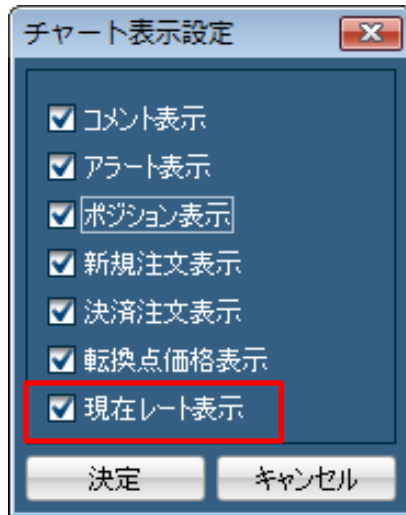 チャート表示設定
コメント表示
アラート表示
ポジション表示
新規注文表示
決済注文表示
転換点価格表示
現在レート表示
決定
キャンセル